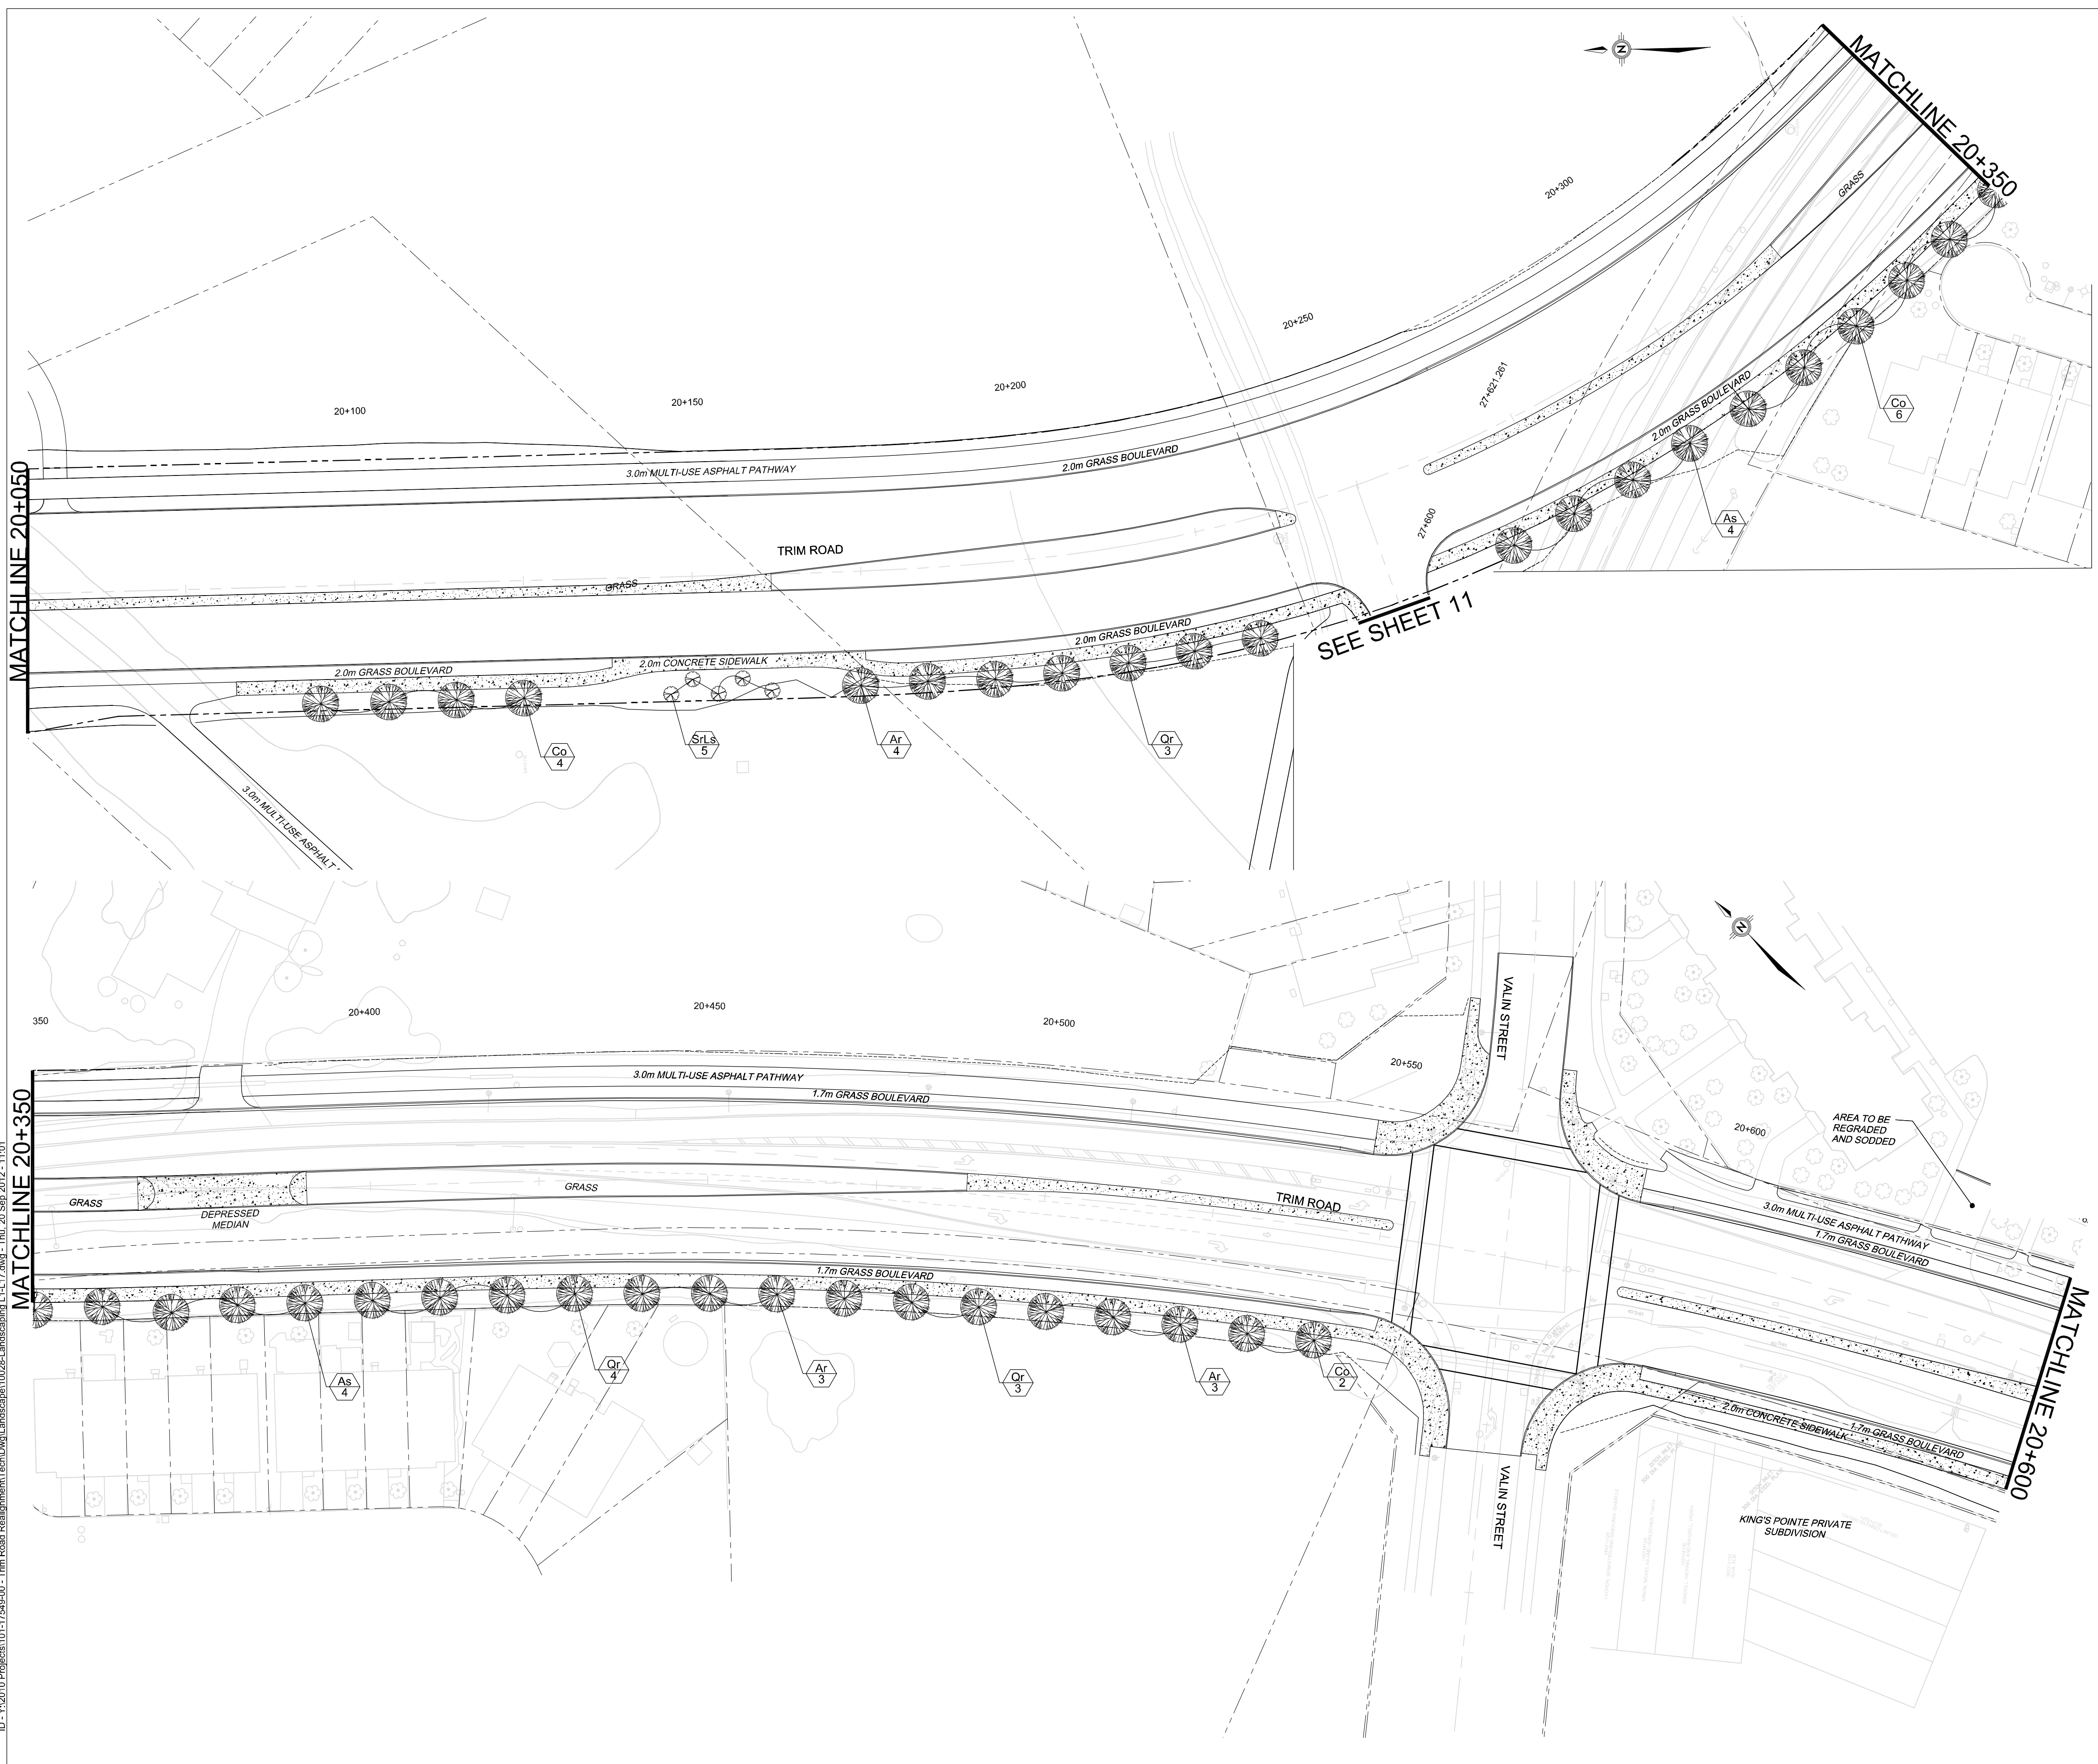 N
MATCHLINE 20+350
GRASS
20+300
20+250
20+200
20+150
20+100
27+621.261
27+600
Co
6
2.0m GRASS BOULEVARD
As
4
MATCHLINE 20+050
3.0m MULTI-USE ASPHALT PATHWAY
2.0m GRASS BOULEVARD
TRIM ROAD
GRASS
SEE SHEET 11
2.0m GRASS BOULEVARD
2.0m CONCRETE SIDEWALK
2.0m GRASS BOULEVARD
Co
4
SrLs
5
Ar
4
Qr
3
3.0m MULTI-USE ASPHALT
N
350
20+400
20+450
20+500
20+550
20+600
VALIN STREET
AREA TO BE
REGRADED
AND SODDED
MATCHLINE 20+350
3.0m MULTI-USE ASPHALT PATHWAY
1.7m GRASS BOULEVARD
GRASS
DEPRESSED
MEDIAN
GRASS
TRIM ROAD
3.0m MULTI-USE ASPHALT PATHWAY
1.7m GRASS BOULEVARD
1.7m GRASS BOULEVARD
MATCHLINE 20+600
As
4
Qr
4
Ar
3
Qr
3
Ar
3
Co
2
1.7m GRASS BOULEVARD
2.0m CONCRETE SIDEWALK
VALIN STREET
KING'S POINTE PRIVATE
SUBDIVISION